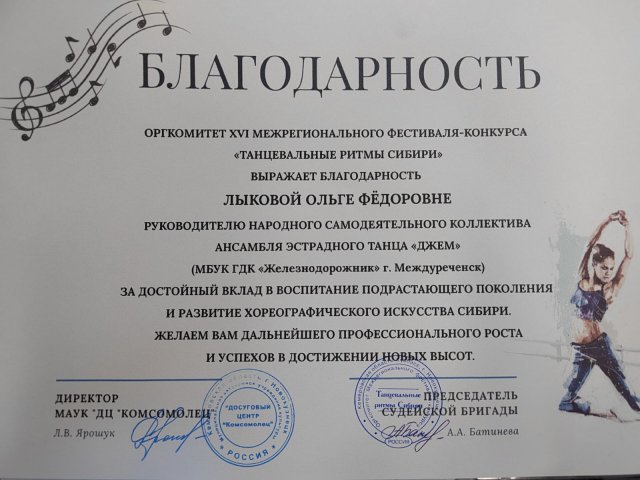 БЛАГОДАРНОСТЬ
ОРГКОМИТЕТ XVI МЕЖРЕГИОНАЛЬНОГО ФЕСТИВАЛЯ-КОНКУРСА
«ТАНЦЕВАЛЬНЫЕ РИТМЫ СИБИРИ»
ВЫРАЖАЕТ БЛАГОДАРНОСТЬ
ЛЫКОВОЙ ОЛЬГЕ ФЁДОРОВНЕ
РУКОВОДИТЕЛЮ НАРОДНОГО САМОДЕЯТЕЛЬНОГО КОЛЛЕКТИВА
АНСАМБЛЯ ЭСТРАДНОГО ТАНЦА «ДЖЕМ»
(МБУК ГДК «Железнодорожник» г. Междуреченск)
ЗА ДОСТОЙНЫЙ ВКЛАД В ВОСПИТАНИЕ ПОДРАСТАЮЩЕГО ПОКОЛЕНИЯ
И РАЗВИТИЕ ХОРЕОГРАФИЧЕСКОГО ИСКУССТВА СИБИРИ.
ЖЕЛАЕМ ВАМ ДАЛЬНЕЙШЕГО ПРОФЕССИОНАЛЬНОГО РОСТА
И УСПЕХОВ В ДОСТИЖЕНИИ НОВЫХ ВЫСОТ.
ДИРЕКТОР
МАУК "ДЦ "КОМСОМОЛЕЦ"
Л.В. Ярошук
"ДОСУГОВЫЙ
ЦЕНТР
"Комсомолец"
РОССИЯ
Танцевальные
ритмы Сибири
РОССИЯ
ПРЕДСЕДАТЕЛЬ
СУДЕЙСКОЙ БРИГАДЫ
А.А. Батинева